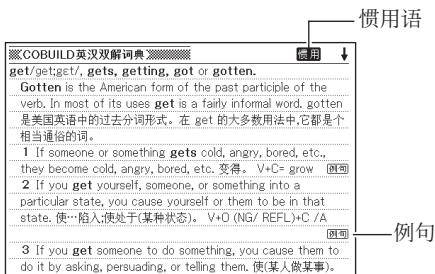 惯用语
COBUILD英汉双解词典 惯用
get/get;gɛt/, gets, getting, got or gotten.
Gotten is the American form of the past participle of the
verb. In most of its uses get is a fairly informal word. gotten
是美国英语中的过去分词形式。在 get 的大多数用法中,它都是个
相当通俗的词。
1 If someone or something gets cold, angry, bored, etc.,
they become cold, angry, bored, etc. 变得。 V+C= grow 例句
2 If you get yourself, someone, or something into a
particular state, you cause yourself or them to be in that
state. 使…陷入;使处于(某种状态)。 V+O (NG/ REFL)+C /A
例句
例句
3 If you get someone to do something, you cause them to
do it by asking, persuading, or telling them. 使(某人做某事)。